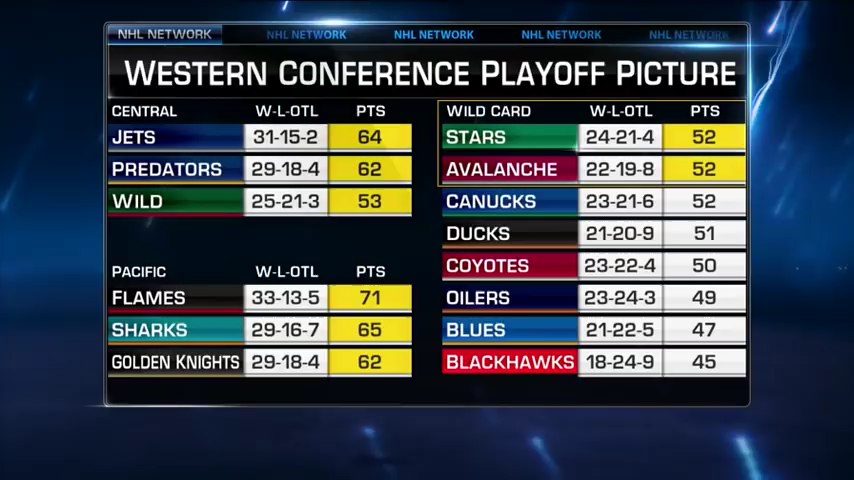 NHL NETWORK NHL NETWORK NHL NETWORK NHL NETWORK NHL NETWORK
WESTERN CONFERENCE PLAYOFF PICTURE
CENTRAL W-L-OTL PTS
JETS 31-15-2 64
PREDATORS 29-18-4 62
WILD 25-21-3 53
PACIFIC W-L-OTL PTS
FLAMES 33-13-5 71
SHARKS 29-16-7 65
GOLDEN KNIGHTS 29-18-4 62
WILD CARD W-L-OTL PTS
STARS 24-21-4 52
AVALANCHE 22-19-8 52
CANUCKS 23-21-6 52
DUCKS 21-20-9 51
COYOTES 23-22-4 50
OILERS 23-24-3 49
BLUES 21-22-5 47
BLACKHAWKS 18-24-9 45